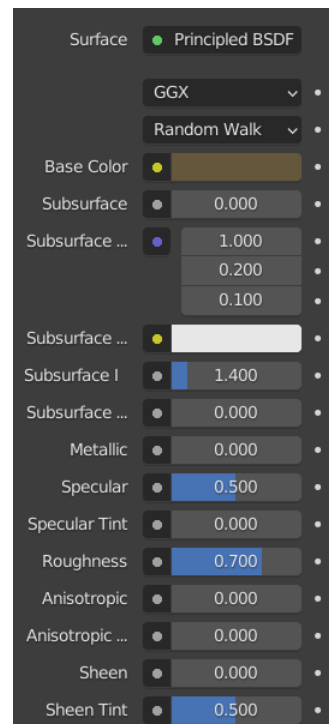 Surface Principled BSDF
GGX
Random Walk
Base Color
Subsurface 0.000
Subsurface ... 1.000
0.200
0.100
Subsurface ...
Subsurface I 1.400
Subsurface ... 0.000
Metallic 0.000
Specular 0.500
Specular Tint 0.000
Roughness 0.700
Anisotropic 0.000
Anisotropic ... 0.000
Sheen 0.000
Sheen Tint 0.500